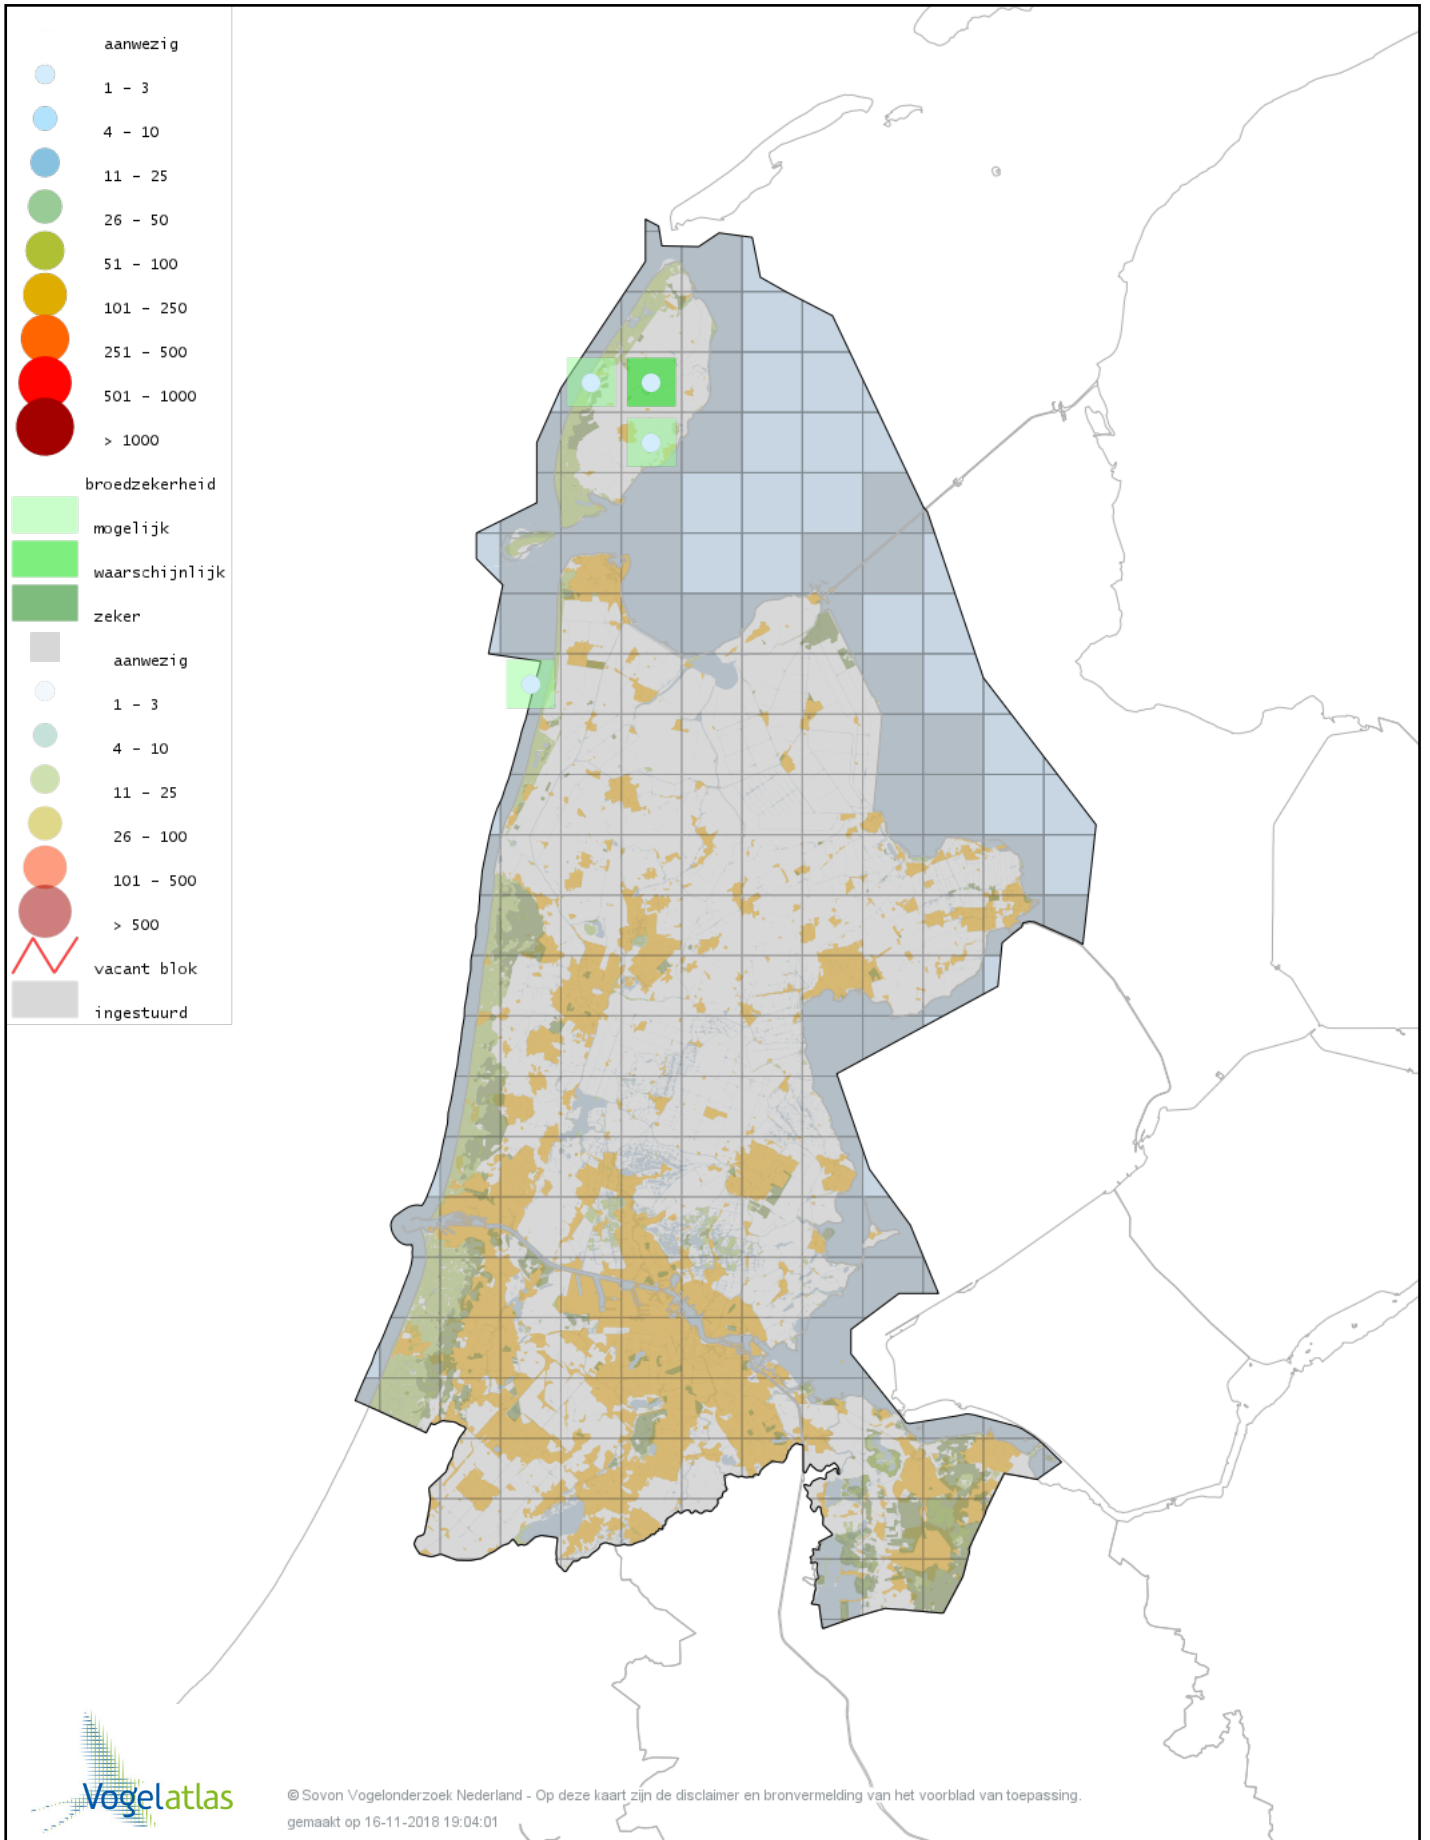 aanwezig
1 - 3
4 - 10
11 - 25
26 - 50
51 - 100
101 - 250
251 - 500
501 - 1000
> 1000
broedzekerheid
mogelijk
waarschijnlijk
zeker
aanwezig
1 - 3
4 - 10
11 - 25
26 - 100
101 - 500
> 500
vacant blok
ingestuurd
Vogelatlas
© Sovon Vogelonderzoek Nederland - Op deze kaart zijn de disclaimer en bronvermelding van het voorblad van toepassing.
gemaakt op 16-11-2018 19:04:01